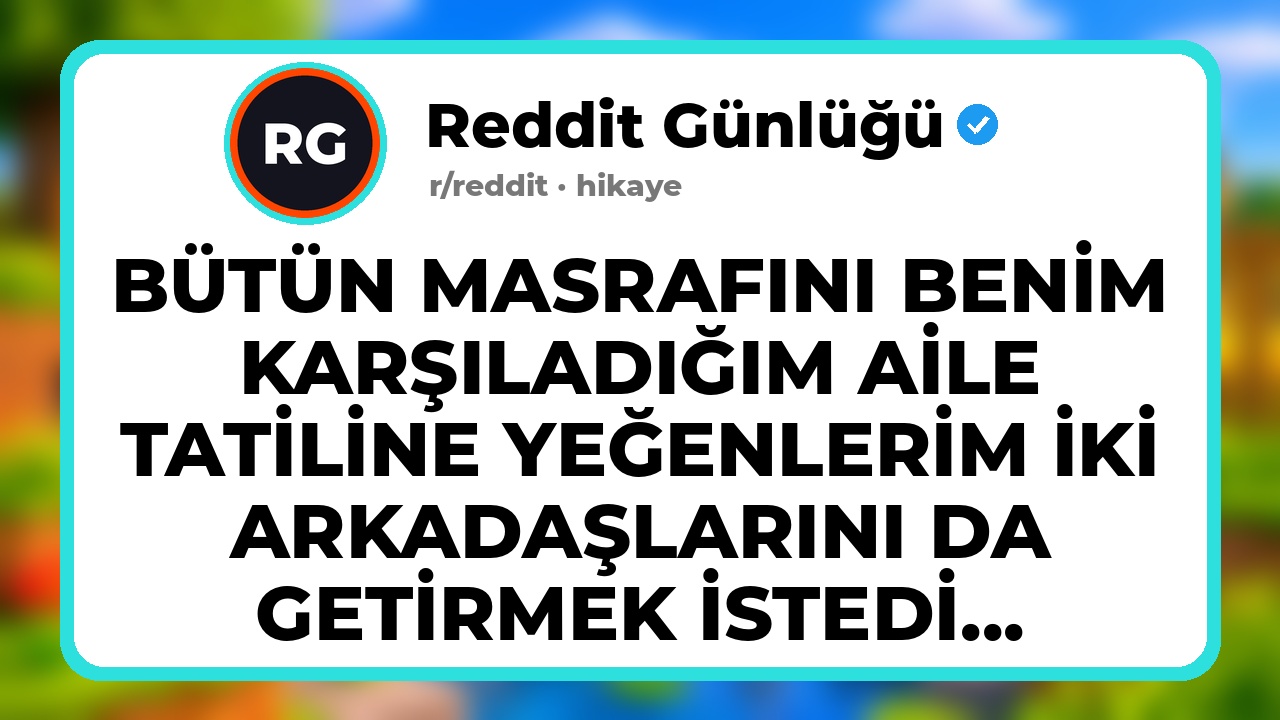 RG
Reddit Günlüğü
r/reddit • hikaye
BÜTÜN MASRAFINI BENİM
KARŞILADIĞIM AİLE
TATİLİNE YEĞENLERİM İKİ
ARKADAŞLARINI DA
GETİRMEK İSTEDİ...